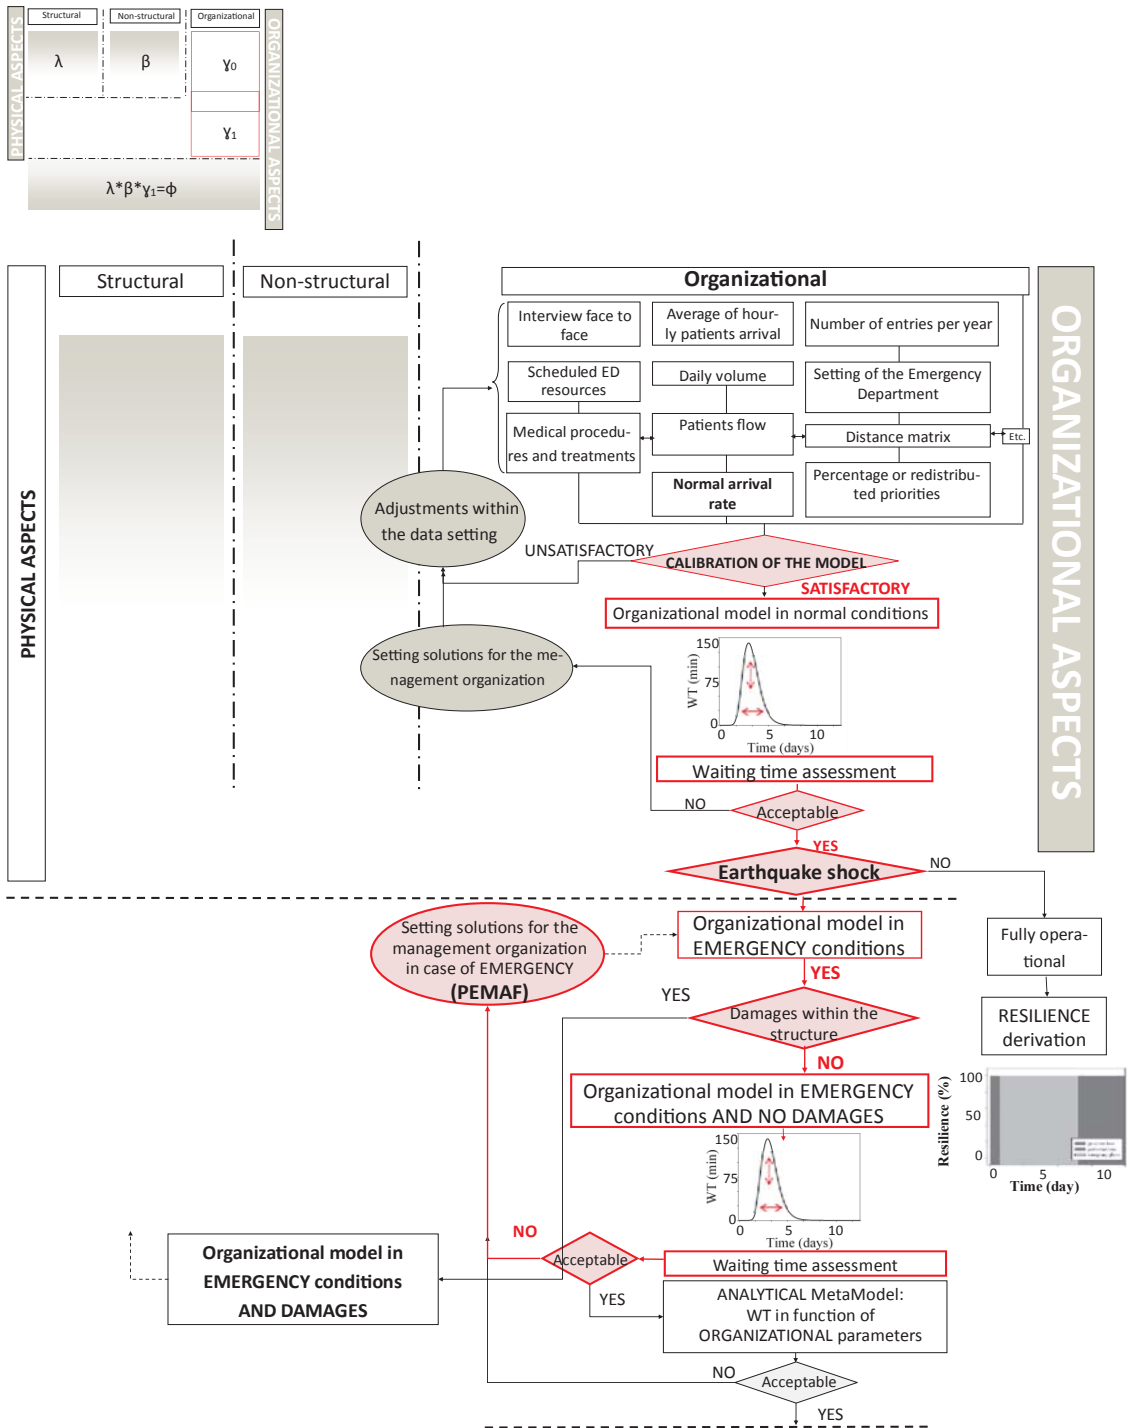 Structural
Non-structural
Organizational
PHYSICAL ASPECTS
ORGANIZATIONAL ASPECTS
λ
β
ɣ0
ɣ1
λ*β*ɣ1=ɸ
PHYSICAL ASPECTS
Structural
Non-structural
Organizational
ORGANIZATIONAL ASPECTS
Interview face to
face
Average of hour-
ly patients arrival
Number of entries per year
Scheduled ED
resources
Daily volume
Setting of the Emergency
Department
Medical procedu-
res and treatments
Patients flow
Distance matrix
Etc.
Normal arrival
rate
Percentage or redistribu-
ted priorities
Adjustments within
the data setting
UNSATISFACTORY
CALIBRATION OF THE MODEL
SATISFACTORY
Organizational model in normal conditions
Setting solutions for the me-
nagement organization
150
75
0
WT (min)
0 5 10
Time (days)
Waiting time assessment
NO
Acceptable
YES
Earthquake shock
NO
Setting solutions for the
management organization
in case of EMERGENCY
(PEMAF)
Organizational model in
EMERGENCY conditions
Fully opera-
tional
YES
YES
Damages within the
structure
RESILIENCE
derivation
NO
Organizational model in EMERGENCY
conditions AND NO DAMAGES
100
50
0
Resilience (%)
0 5 10
Time (day)
150
75
0
WT (min)
0 5 10
Time (days)
NO
Acceptable
Waiting time assessment
Organizational model in
EMERGENCY conditions
AND DAMAGES
YES
ANALYTICAL MetaModel:
WT in function of
ORGANIZATIONAL parameters
NO
Acceptable
YES